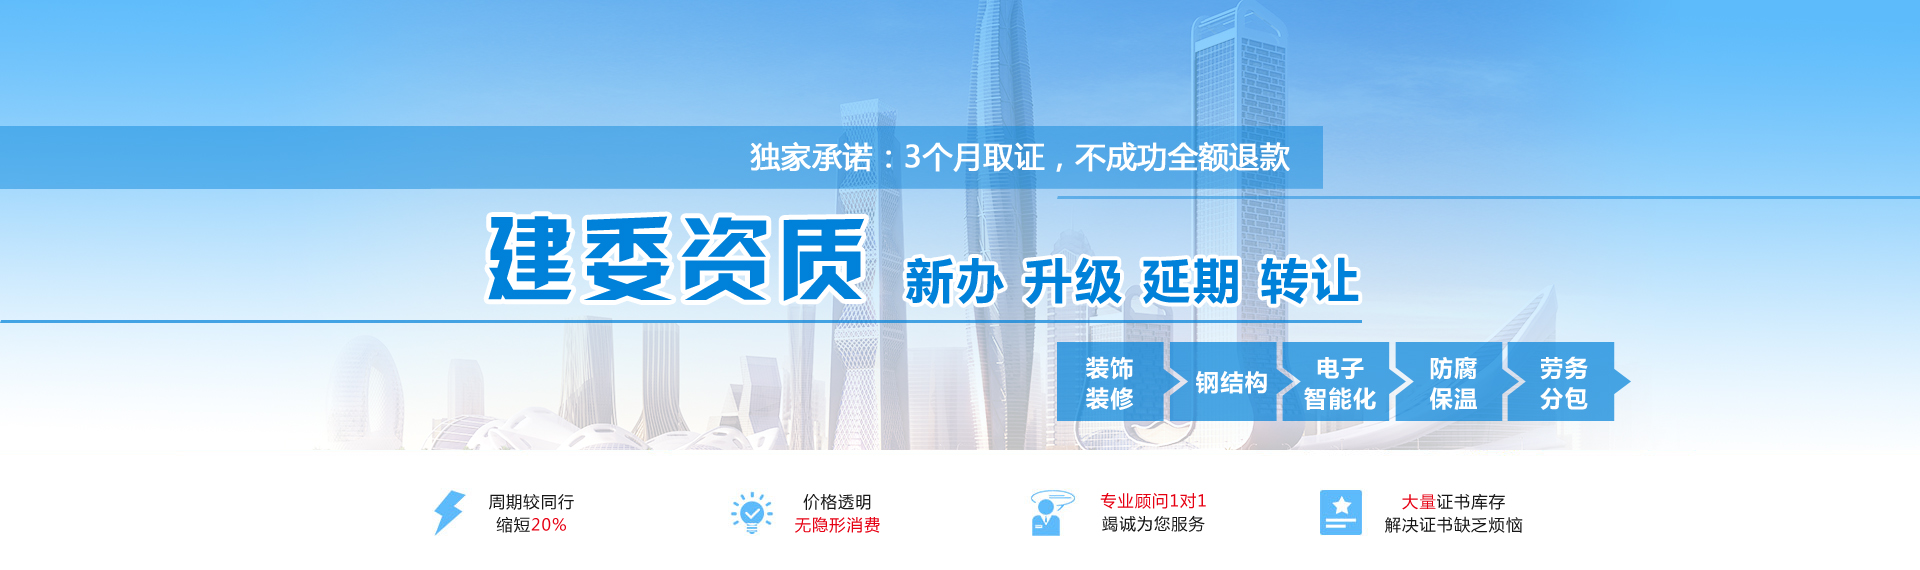 独家承诺：3个月取证，不成功全额退款
建委资质 新办 升级 延期 转让
装饰
装修
钢结构
电子
智能化
防腐
保温
劳务
分包
周期较同行
缩短20%
价格透明
无隐形消费
专业顾问1对1
竭诚为您服务
大量证书库存
解决证书缺乏烦恼